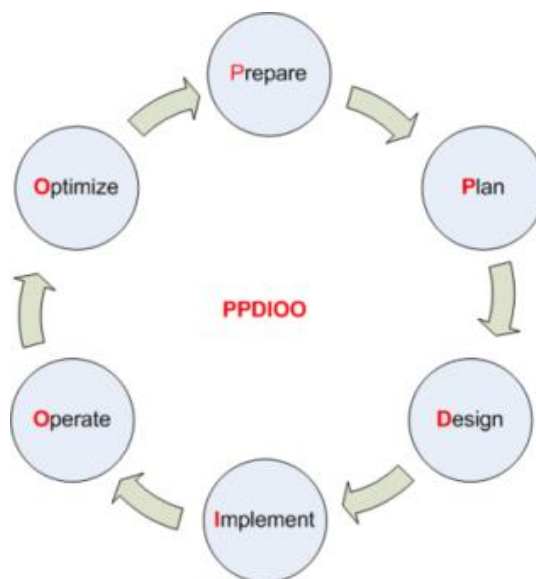 Prepare
Plan
Design
Implement
Operate
Optimize
PPDIOO